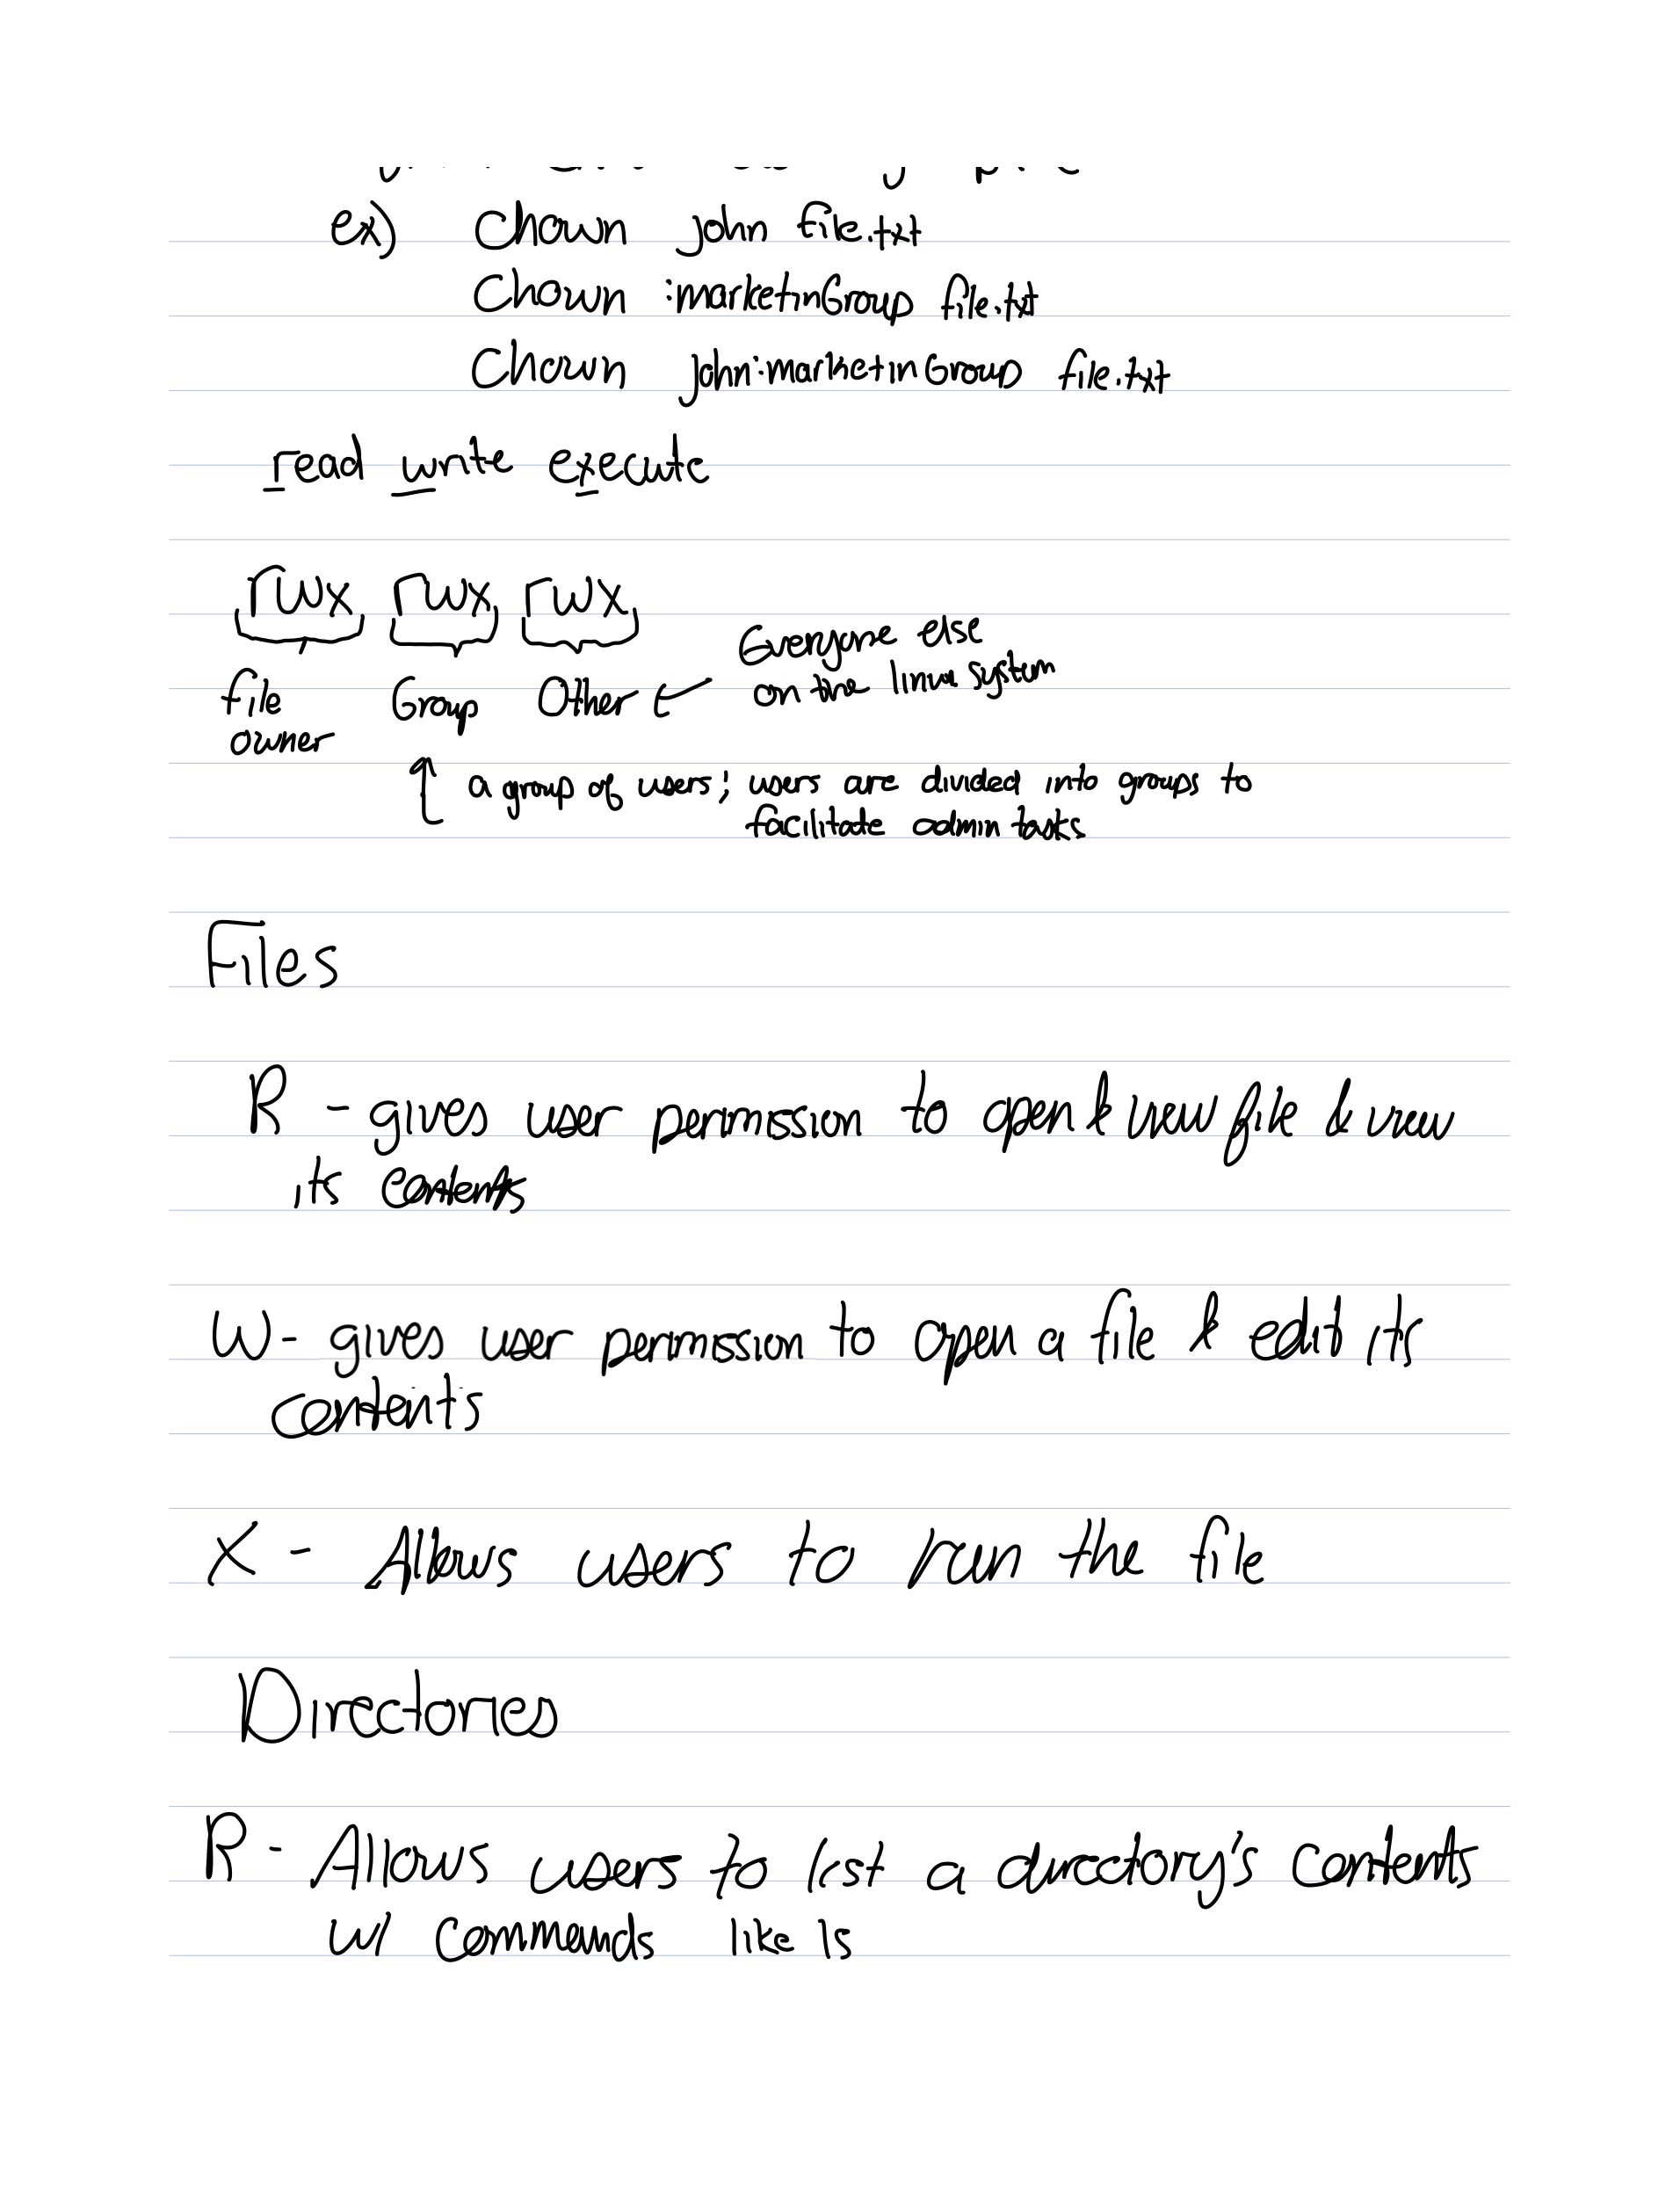 ex) chown john file.txt
chown :marketinGroup file.txt
chown john:marketinGroup file.txt
read write execute
rwx rwx rwx
Everyone else
on the linux system
file Group Other
owner
a group of users; users are divided into groups to
facilitate admin tasks
Files
R - gives user permission to open & view file & view
its contents
W - gives user permission to open a file & edit its
contents
X - Allows users to run the file
Directories
R - Allows users to list a directory's contents
w/ commands like ls